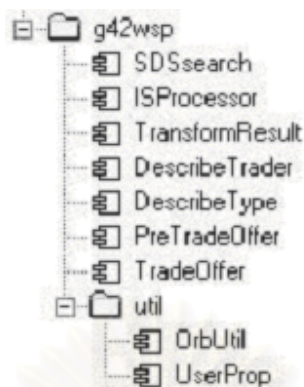 g42wsp
SDSsearch
ISProcessor
TransformResult
DescribeTrader
DescribeType
PreTradeOffer
TradeOffer
util
OrbUtil
UserProp